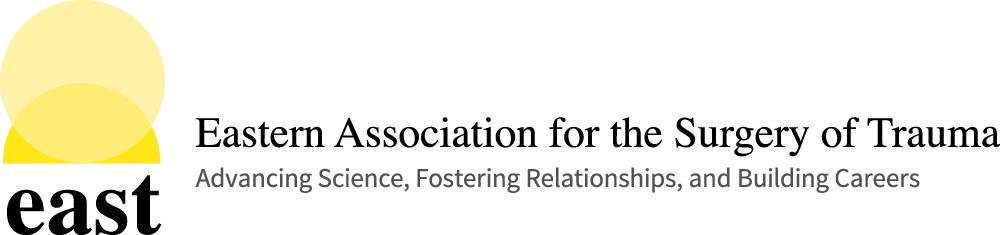 Eastern Association for the Surgery of Trauma
Advancing Science, Fostering Relationships, and Building Careers
east